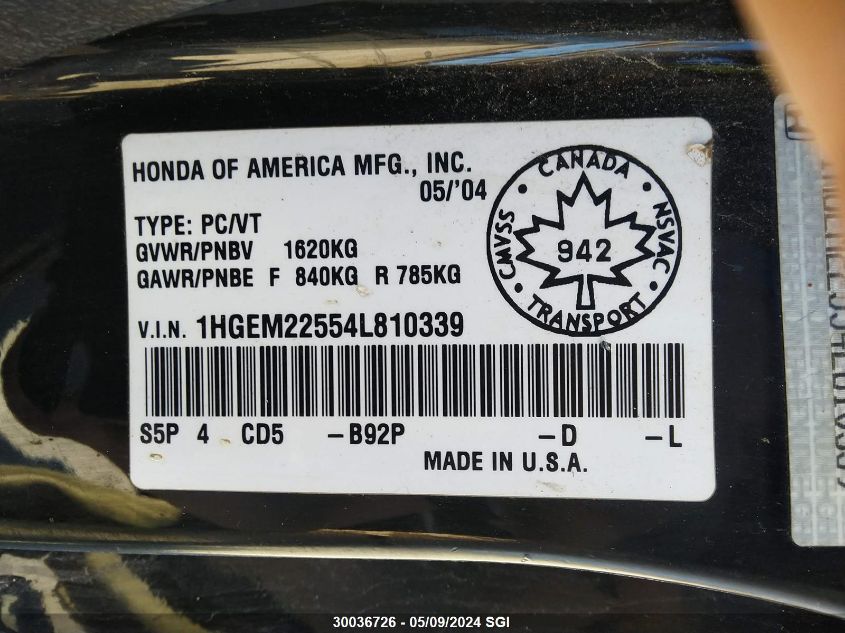 HONDA OF AMERICA MFG., INC.
05/'04
TYPE: PC/VT
GVWR/PNBV 1620KG
GAWR/PNBE F 840KG R 785KG
CANADA
CMVSS
NSVAC
942
TRANSPORT
V.I.N. 1HGEM22554L810339
S5P 4 CD5 -B92P -D -L
MADE IN U.S.A.
30036726 - 05/09/2024 SGI